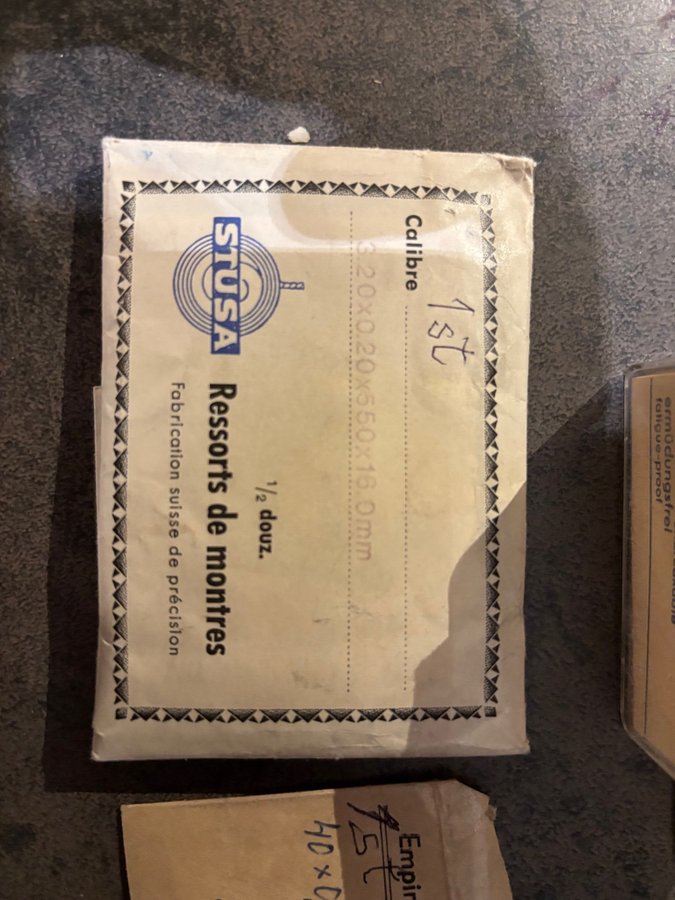 1 st
Calibre
3.20x0.20x550x16.0mm
1/2 douz.
STUSA
Ressorts de montres
Fabrication suisse de précision
ermüdungsfrei
fatigue-proof
Empir
1 St
40 x 0